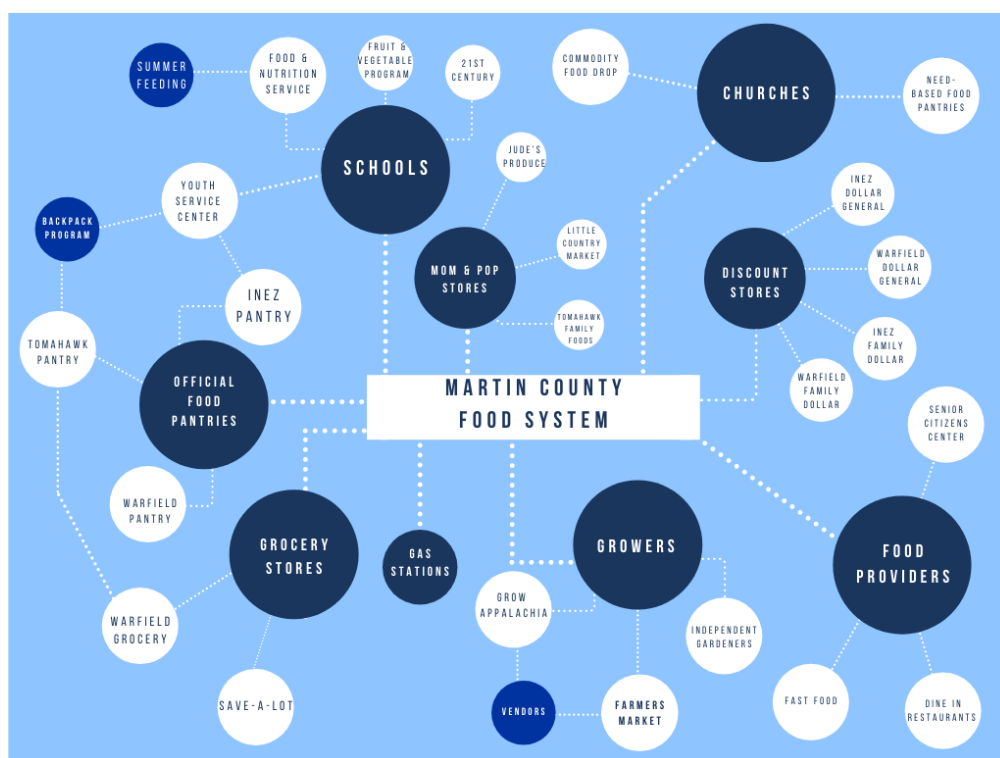 SUMMER
FEEDING
FOOD &
NUTRITION
SERVICE
FRUIT &
VEGETABLE
PROGRAM
21ST
CENTURY
COMMODITY
FOOD DROP
CHURCHES
NEED-
BASED FOOD
PANTRIES
SCHOOLS
JUDE'S
PRODUCE
YOUTH
SERVICE
CENTER
INEZ
DOLLAR
GENERAL
BACKPACK
PROGRAM
LITTLE
COUNTRY
MARKET
MOM & POP
STORES
DISCOUNT
STORES
WARFIELD
DOLLAR
GENERAL
INEZ
PANTRY
TOMAHAWK
FAMILY
FOODS
INEZ
FAMILY
DOLLAR
TOMAHAWK
PANTRY
OFFICIAL
FOOD
PANTRIES
MARTIN COUNTY
FOOD SYSTEM
WARFIELD
FAMILY
DOLLAR
SENIOR
CITIZENS
CENTER
WARFIELD
PANTRY
GROCERY
STORES
GAS
STATIONS
GROWERS
FOOD
PROVIDERS
GROW
APPALACHIA
INDEPENDENT
GARDENERS
WARFIELD
GROCERY
SAVE-A-LOT
VENDORS
FARMERS
MARKET
FAST FOOD
DINE IN
RESTAURANTS